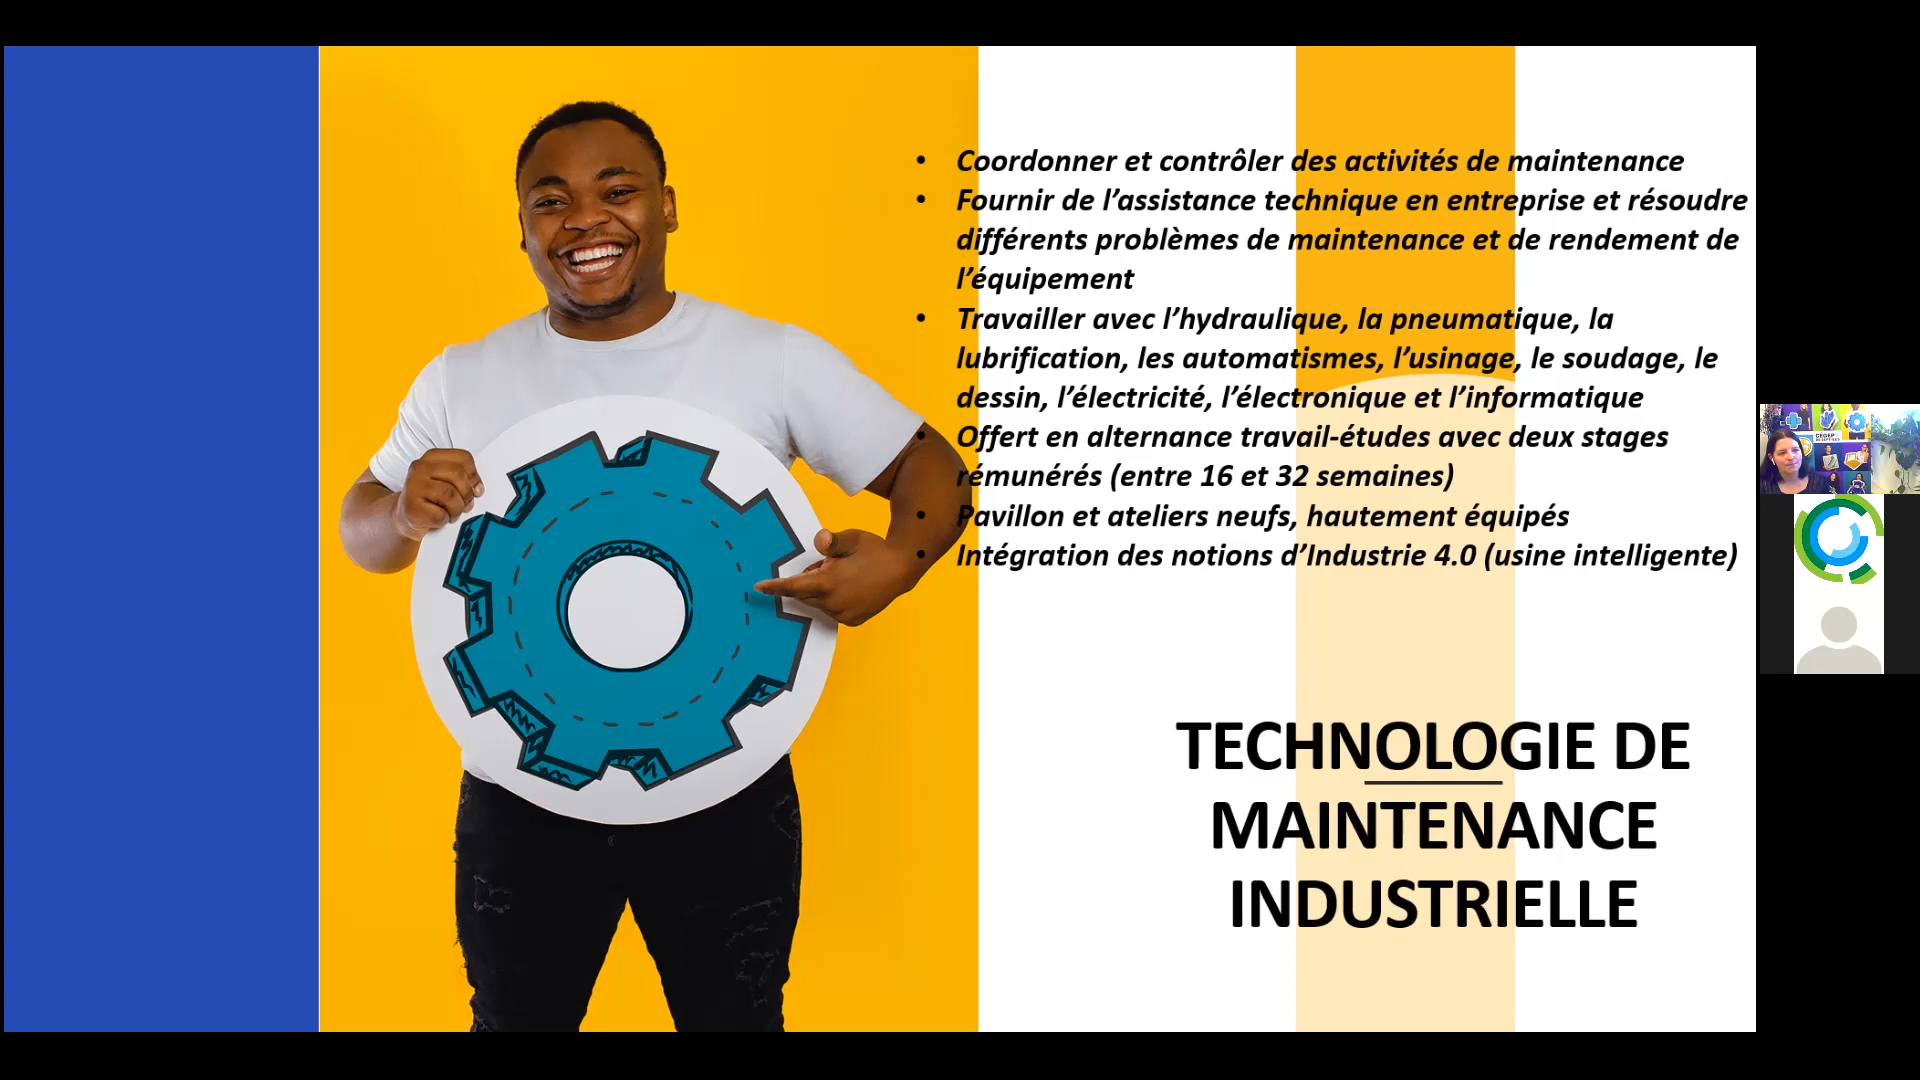 • Coordonner et contrôler des activités de maintenance
• Fournir de l’assistance technique en entreprise et résoudre
différents problèmes de maintenance et de rendement de
l’équipement
• Travailler avec l’hydraulique, la pneumatique, la
lubrification, les automatismes, l’usinage, le soudage, le
dessin, l’électricité, l’électronique et l’informatique
• Offert en alternance travail-études avec deux stages
rémunérés (entre 16 et 32 semaines)
• Pavillon et ateliers neufs, hautement équipés
• Intégration des notions d’Industrie 4.0 (usine intelligente)
TECHNOLOGIE DE
MAINTENANCE
INDUSTRIELLE
CÉGEP